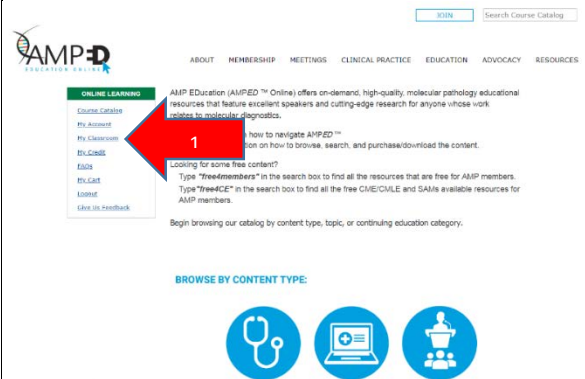 JOIN
Search Course Catalog
AMPED
EDUCATION ONLINE
ABOUT MEMBERSHIP MEETINGS CLINICAL PRACTICE EDUCATION ADVOCACY RESOURCES
ONLINE LEARNING
Course Catalog
My Account
My Classroom
My Credit
FAQs
My Cart
Logout
Give Us Feedback
AMP EDucation (AMPED ™ Online) offers on-demand, high-quality, molecular pathology educational
resources that feature excellent speakers and cutting-edge research for anyone whose work
relates to molecular diagnostics.
1
how to navigate AMPED™
on how to browse, search, and purchase/download the content.
Looking for some free content?
Type "free4members" in the search box to find all the resources that are free for AMP members.
Type "free4CE" in the search box to find all the free CME/CMLE and SAMs available resources for
AMP members.
Begin browsing our catalog by content type, topic, or continuing education category.
BROWSE BY CONTENT TYPE: